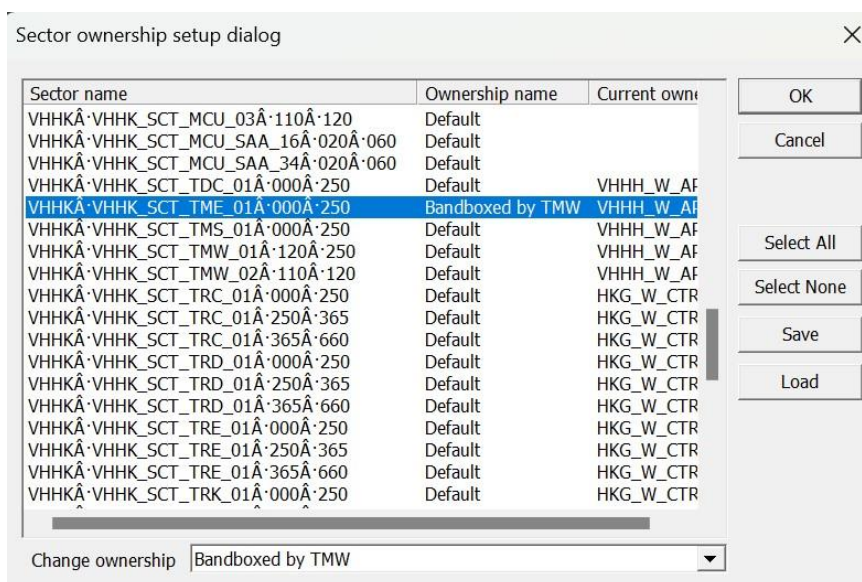 Sector ownership setup dialog
Sector name Ownership name Current owne
VHHKÂ·VHHK_SCT_MCU_03Â·110Â·120 Default
VHHKÂ·VHHK_SCT_MCU_SAA_16Â·020Â·060 Default
VHHKÂ·VHHK_SCT_MCU_SAA_34Â·020Â·060 Default
VHHKÂ·VHHK_SCT_TDC_01Â·000Â·250 Default VHHH_W_AP
VHHKÂ·VHHK_SCT_TME_01Â·000Â·250 Bandboxed by TMW VHHH_W_AP
VHHKÂ·VHHK_SCT_TMS_01Â·000Â·250 Default VHHH_W_AP
VHHKÂ·VHHK_SCT_TMW_01Â·120Â·250 Default VHHH_W_AP
VHHKÂ·VHHK_SCT_TMW_02Â·110Â·120 Default VHHH_W_AP
VHHKÂ·VHHK_SCT_TRC_01Â·000Â·250 Default HKG_W_CTR
VHHKÂ·VHHK_SCT_TRC_01Â·250Â·365 Default HKG_W_CTR
VHHKÂ·VHHK_SCT_TRC_01Â·365Â·660 Default HKG_W_CTR
VHHKÂ·VHHK_SCT_TRD_01Â·000Â·250 Default HKG_W_CTR
VHHKÂ·VHHK_SCT_TRD_01Â·250Â·365 Default HKG_W_CTR
VHHKÂ·VHHK_SCT_TRD_01Â·365Â·660 Default HKG_W_CTR
VHHKÂ·VHHK_SCT_TRE_01Â·000Â·250 Default HKG_W_CTR
VHHKÂ·VHHK_SCT_TRE_01Â·250Â·365 Default HKG_W_CTR
VHHKÂ·VHHK_SCT_TRE_01Â·365Â·660 Default HKG_W_CTR
VHHKÂ·VHHK_SCT_TRK_01Â·000Â·250 Default HKG_W_CTR
Change ownership Bandboxed by TMW
OK
Cancel
Select All
Select None
Save
Load